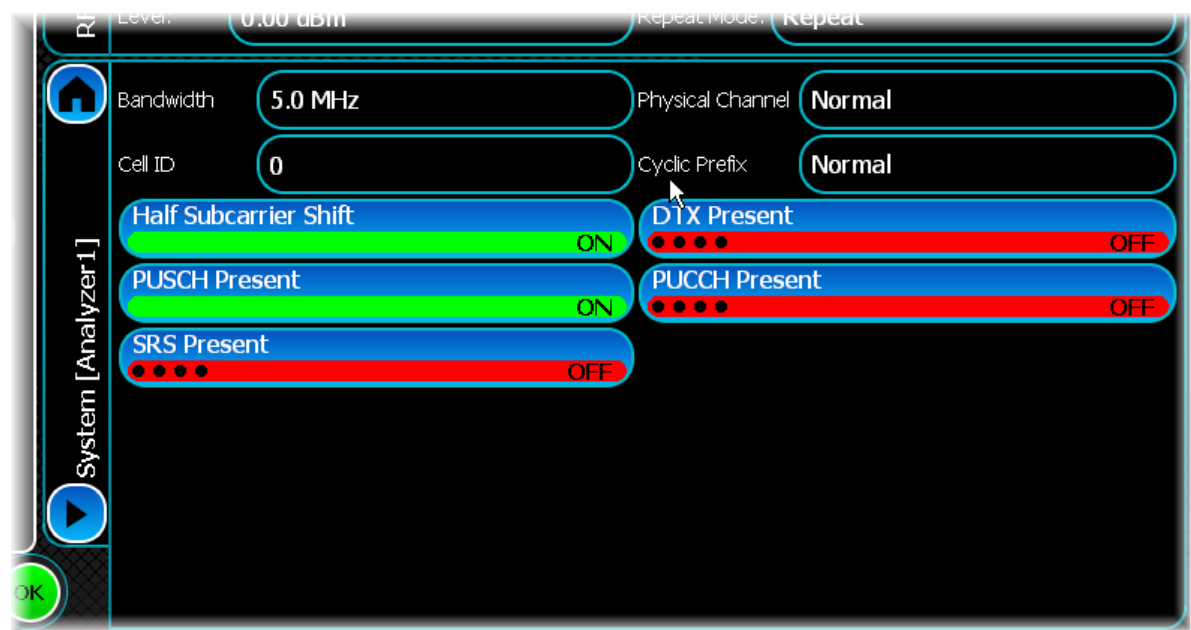 RF
Level: 0.00 dBm Repeat Mode: Repeat
Bandwidth 5.0 MHz Physical Channel Normal
Cell ID 0 Cyclic Prefix Normal
Half Subcarrier Shift DTX Present
ON OFF
PUSCH Present PUCCH Present
ON OFF
SRS Present
OFF
System [Analyzer1]
OK